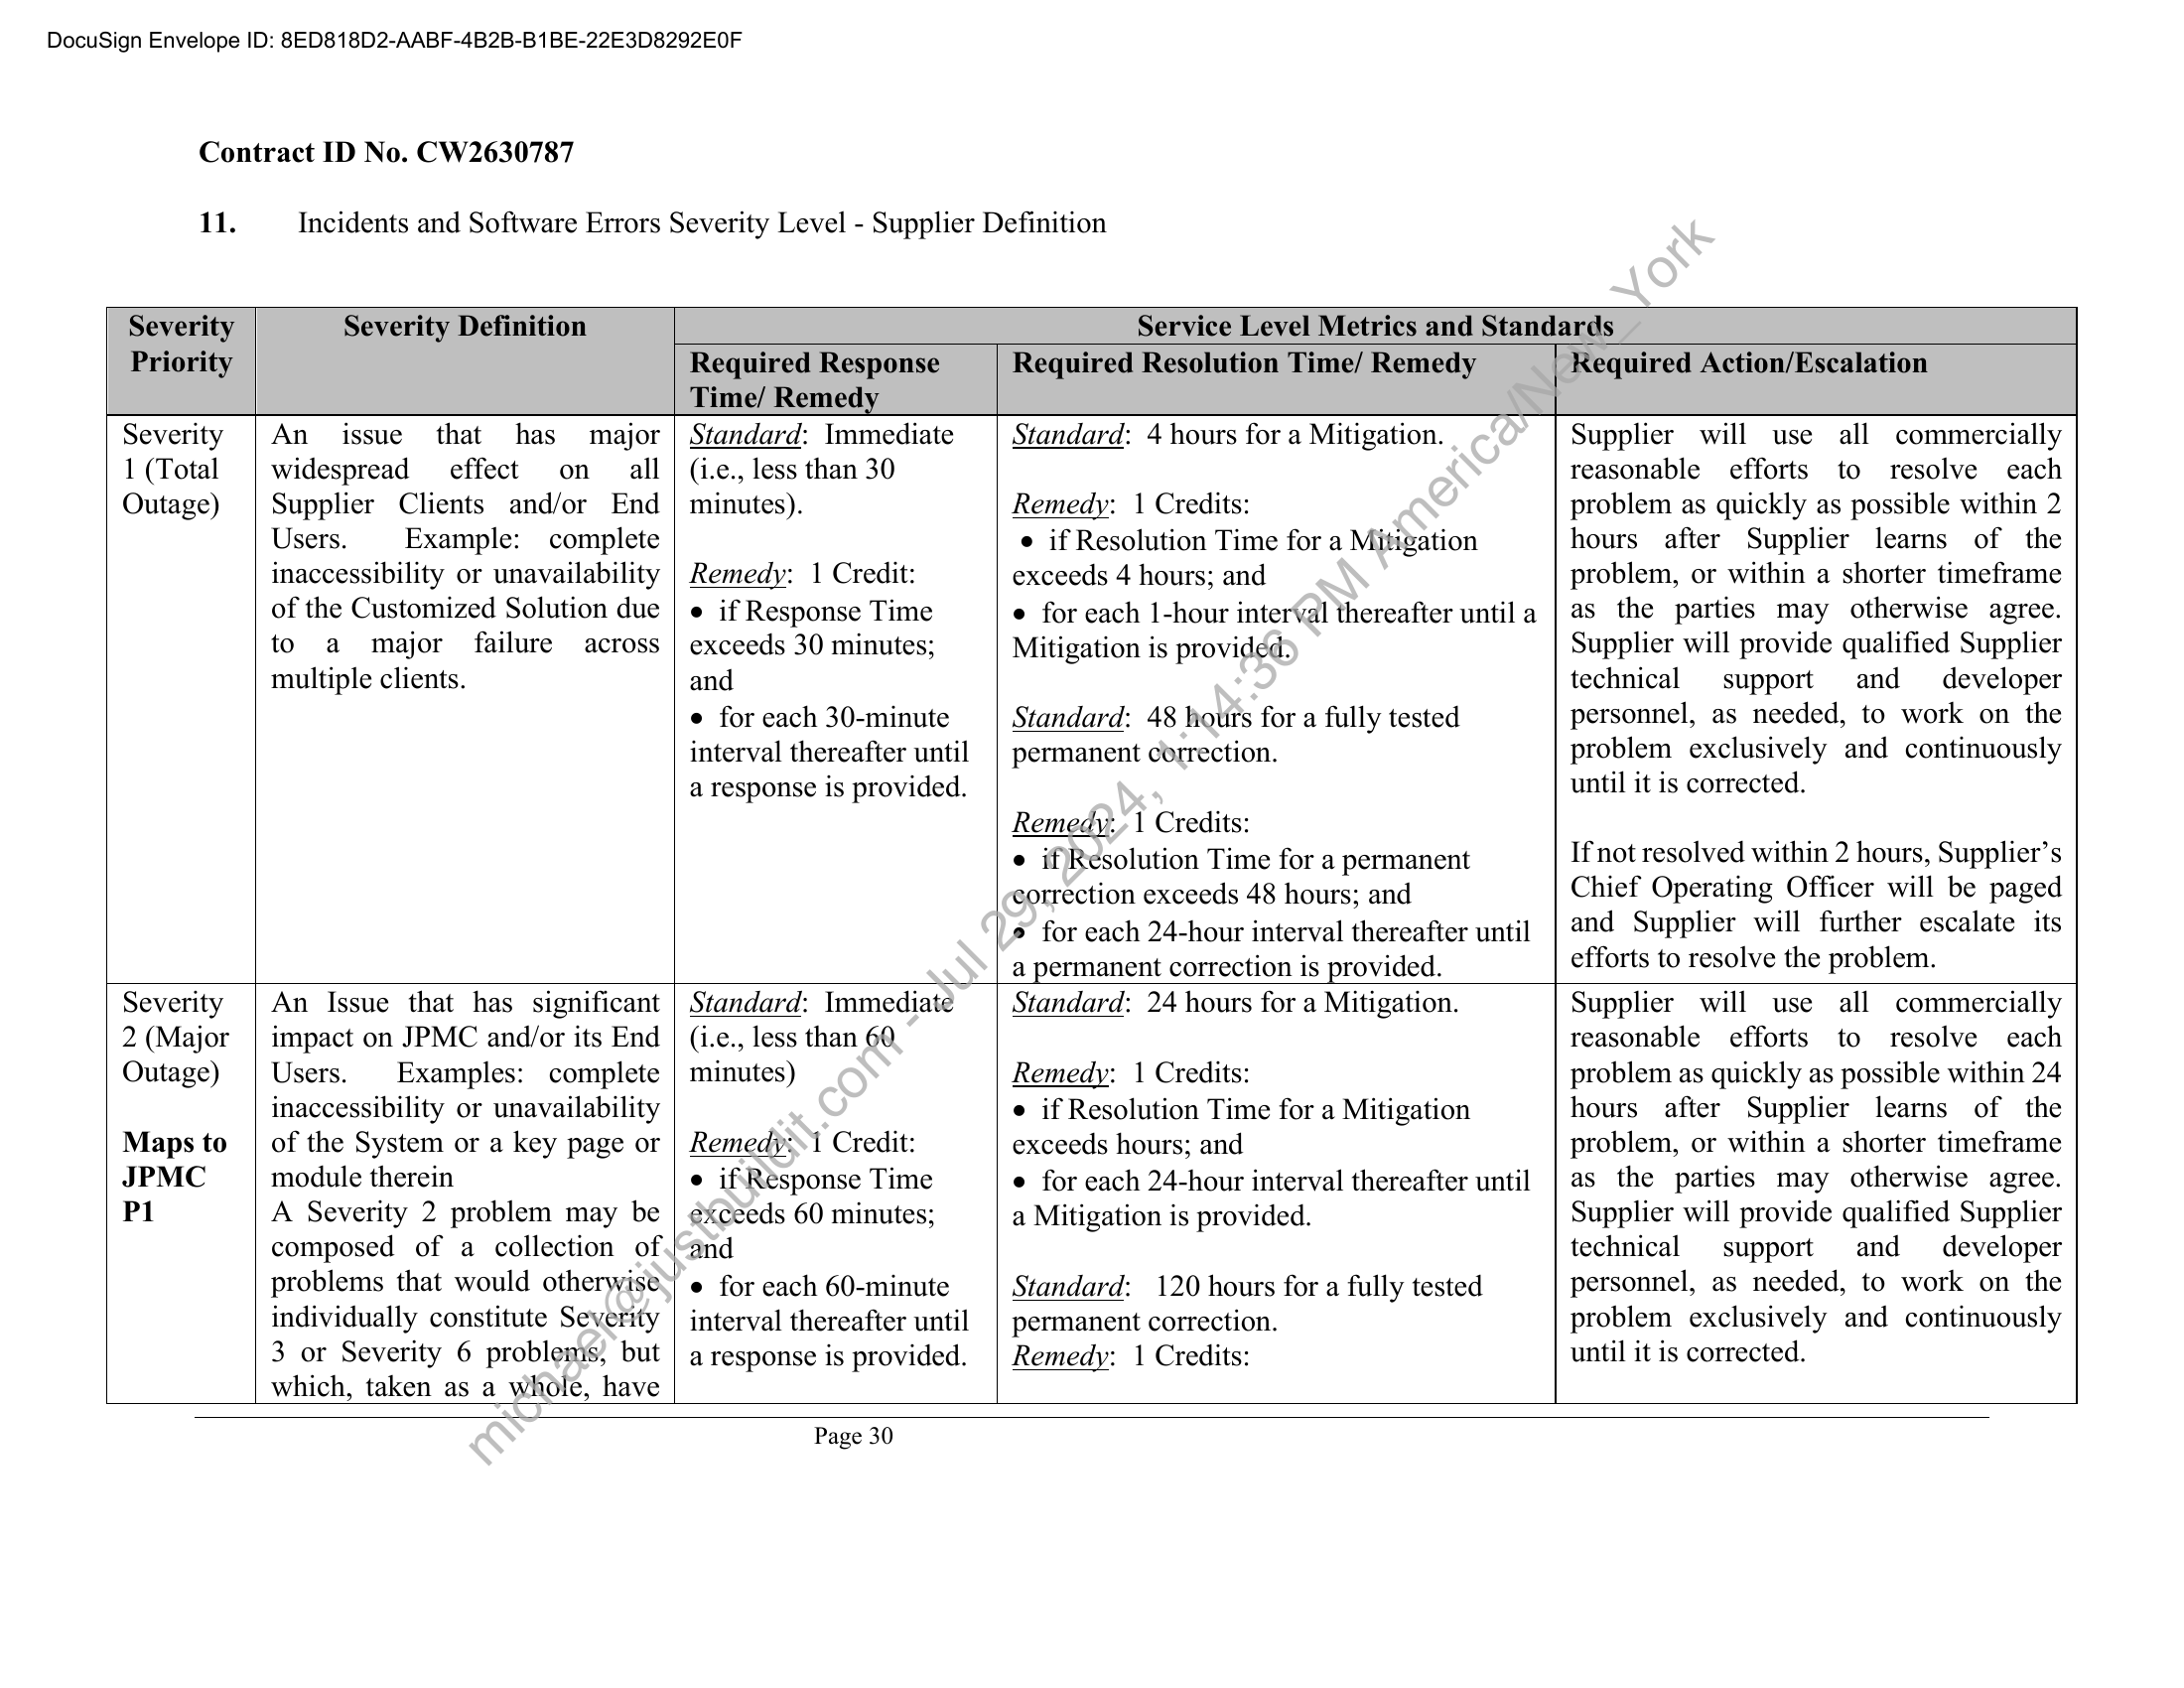 DocuSign Envelope ID: 8ED818D2-AABF-4B2B-B1BE-22E3D8292E0F
Contract ID No. CW2630787
11. Incidents and Software Errors Severity Level - Supplier Definition
Severity
Priority
Severity Definition
Service Level Metrics and Standards
Required Response
Time/ Remedy
Required Resolution Time/ Remedy
Required Action/Escalation
Severity
1 (Total
Outage)
An issue that has major
widespread effect on all
Supplier Clients and/or End
Users. Example: complete
inaccessibility or unavailability
of the Customized Solution due
to a major failure across
multiple clients.
Standard: Immediate
(i.e., less than 30
minutes).
Remedy: 1 Credit:
• if Response Time
exceeds 30 minutes;
and
• for each 30-minute
interval thereafter until
a response is provided.
Standard: 4 hours for a Mitigation.
Remedy: 1 Credits:
• if Resolution Time for a Mitigation
exceeds 4 hours; and
• for each 1-hour interval thereafter until a
Mitigation is provided.
Standard: 48 hours for a fully tested
permanent correction.
Remedy: 1 Credits:
• if Resolution Time for a permanent
correction exceeds 48 hours; and
• for each 24-hour interval thereafter until
a permanent correction is provided.
Supplier will use all commercially
reasonable efforts to resolve each
problem as quickly as possible within 2
hours after Supplier learns of the
problem, or within a shorter timeframe
as the parties may otherwise agree.
Supplier will provide qualified Supplier
technical support and developer
personnel, as needed, to work on the
problem exclusively and continuously
until it is corrected.
If not resolved within 2 hours, Supplier’s
Chief Operating Officer will be paged
and Supplier will further escalate its
efforts to resolve the problem.
Severity
2 (Major
Outage)
Maps to
JPMC
P1
An Issue that has significant
impact on JPMC and/or its End
Users. Examples: complete
inaccessibility or unavailability
of the System or a key page or
module therein
A Severity 2 problem may be
composed of a collection of
problems that would otherwise
individually constitute Severity
3 or Severity 6 problems, but
which, taken as a whole, have
Standard: Immediate
(i.e., less than 60
minutes)
Remedy: 1 Credit:
• if Response Time
exceeds 60 minutes;
and
• for each 60-minute
interval thereafter until
a response is provided.
Standard: 24 hours for a Mitigation.
Remedy: 1 Credits:
• if Resolution Time for a Mitigation
exceeds hours; and
• for each 24-hour interval thereafter until
a Mitigation is provided.
Standard: 120 hours for a fully tested
permanent correction.
Remedy: 1 Credits:
Supplier will use all commercially
reasonable efforts to resolve each
problem as quickly as possible within 24
hours after Supplier learns of the
problem, or within a shorter timeframe
as the parties may otherwise agree.
Supplier will provide qualified Supplier
technical support and developer
personnel, as needed, to work on the
problem exclusively and continuously
until it is corrected.
Page 30
michael@justbuildit.com - Jul 29, 2024, 1:14:36 PM America/New_York